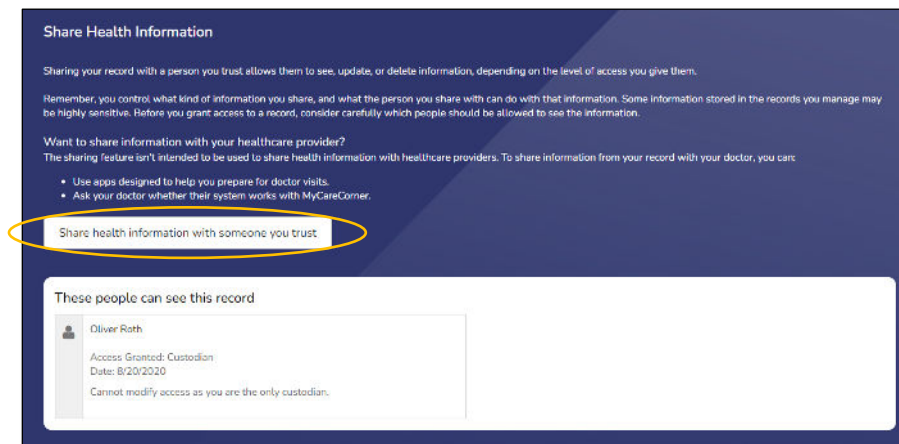 Share Health Information
Sharing your record with a person you trust allows them to see, update, or delete information, depending on the level of access you give them.
Remember, you control what kind of information you share, and what the person you share with can do with that information. Some information stored in the records you manage may
be highly sensitive. Before you grant access to a record, consider carefully which people should be allowed to see the information.
Want to share information with your healthcare provider?
The sharing feature isn't intended to be used to share health information with healthcare providers. To share information from your record with your doctor, you can:
• Use apps designed to help you prepare for doctor visits.
• Ask your doctor whether their system works with MyCareCorner.
Share health information with someone you trust
These people can see this record
Oliver Roth
Access Granted: Custodian
Date: 8/20/2020
Cannot modify access as you are the only custodian.